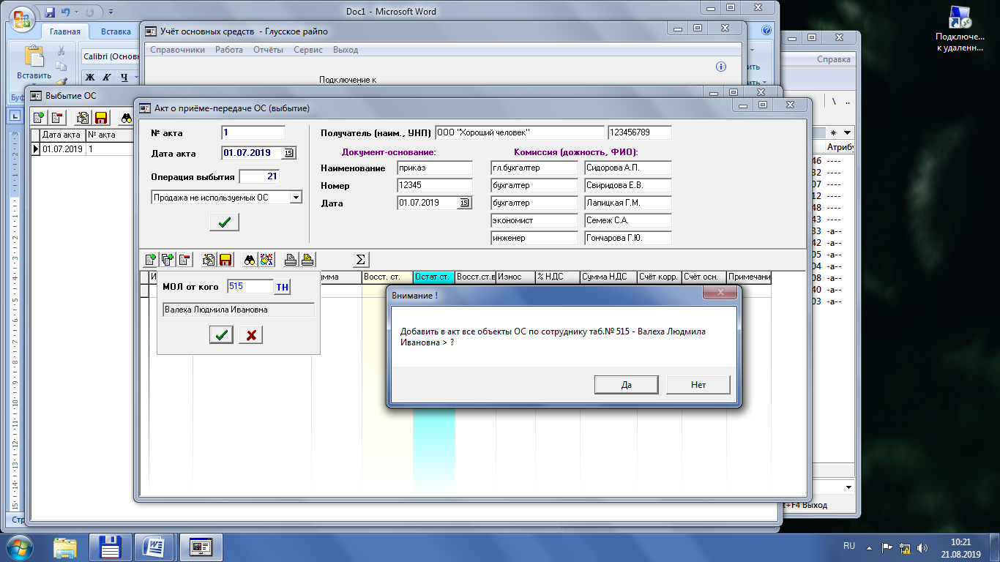 Doc1 - Microsoft Word
Главная
Вставка
Calibri (Основн
Вставить
Ж К Ч
Буф
Учёт основных средств - Глусское райпо
Справочники Работа Отчёты Сервис Выход
Подключение к
Подключе...
к удаленн...
Справка
Выбытие ОС
Дата акта № акта
01.07.2019 1
Акт о приёме-передаче ОС (выбытие)
№ акта 1
Дата акта 01.07.2019 15
Операция выбытия 21
Продажа не используемых ОС
Получатель (наим., УНП) ООО "Хороший человек" 123456789
Документ-основание:
Наименование приказ
Номер 12345
Дата 01.07.2019 15
Комиссия (дожность, ФИО):
гл.бухгалтер Сидорова А.П.
бухгалтер Свиридова Е.В.
бухгалтер Лапицкая Г.М.
экономист Семеж С.А.
инженер Гончарова Г.Ю.
Σ
мма Восст. ст. Остат.ст. Восст.ст.в Износ % НДС Сумма НДС Счёт корр. Счёт осн. Примечани
МОЛ от кого 515 ТН
Валеха Людмила Ивановна
Внимание !
Добавить в акт все объекты ОС по сотруднику таб.№ 515 - Валеха Людмила
Ивановна > ?
Да Нет
\ ..
* 
Атрибу
46 ----
32 ----
07 ----
12 ----
48 ----
43 ----
33 -а--
42 -а--
05 -а--
04 -а--
08 -а--
40 -а--
03 -а--
t+F4 Выход
Стр
RU
10:21
21.08.2019